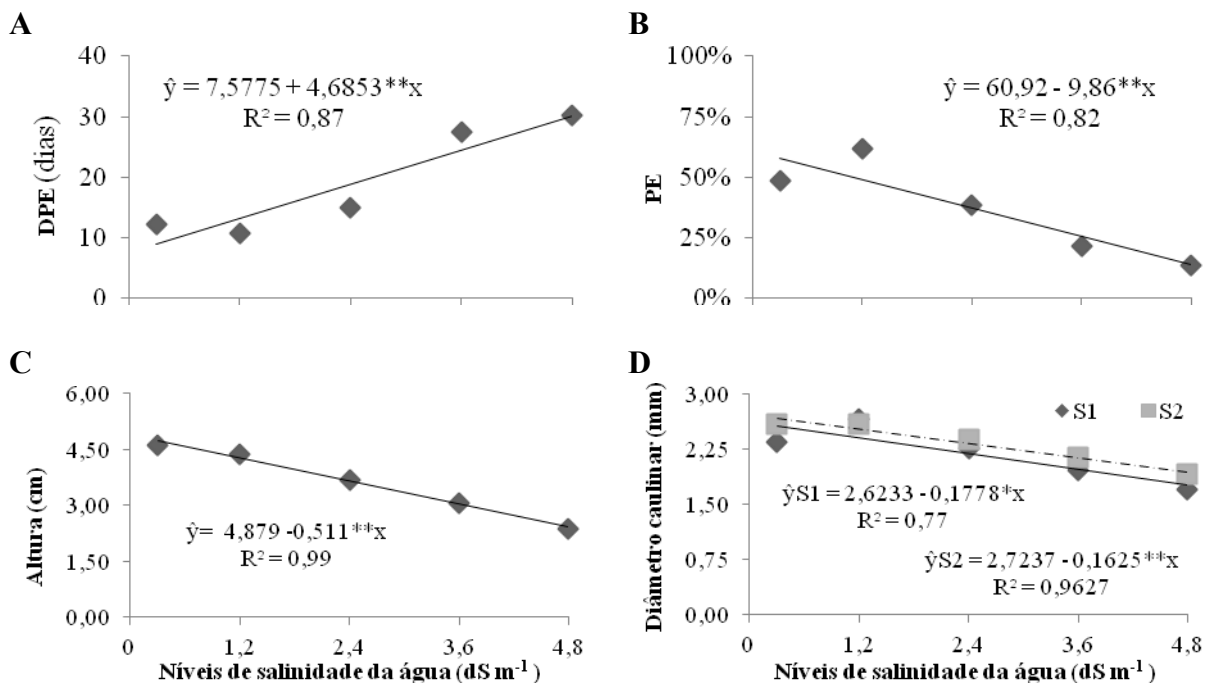 A
DPE (dias)
40
30
20
10
0
ŷ = 7,5775 + 4,6853**x
R² = 0,87
B
PE
100%
75%
50%
25%
0%
ŷ = 60,92 - 9,86**x
R² = 0,82
C
Altura (cm)
6,00
4,50
3,00
1,50
0,00
ŷ= 4,879 -0,511**x
R² = 0,99
0 1,2 2,4 3,6 4,8
Níveis de salinidade da água (dS m⁻¹)
D
Diâmetro caulinar (mm)
3,00
2,25
1,50
0,75
0,00
S1 S2
ŷS1 = 2,6233 - 0,1778*x
R² = 0,77
ŷS2 = 2,7237 - 0,1625**x
R² = 0,9627
0 1,2 2,4 3,6 4,8
Níveis de salinidade da água (dS m⁻¹)